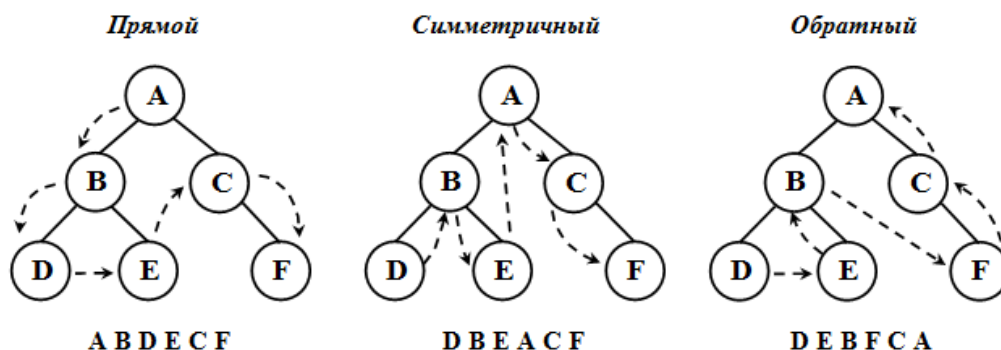 Прямой Симметричный Обратный
A A A
B C B C B C
D E F D E F D E F
A B D E C F D B E A C F D E B F C A